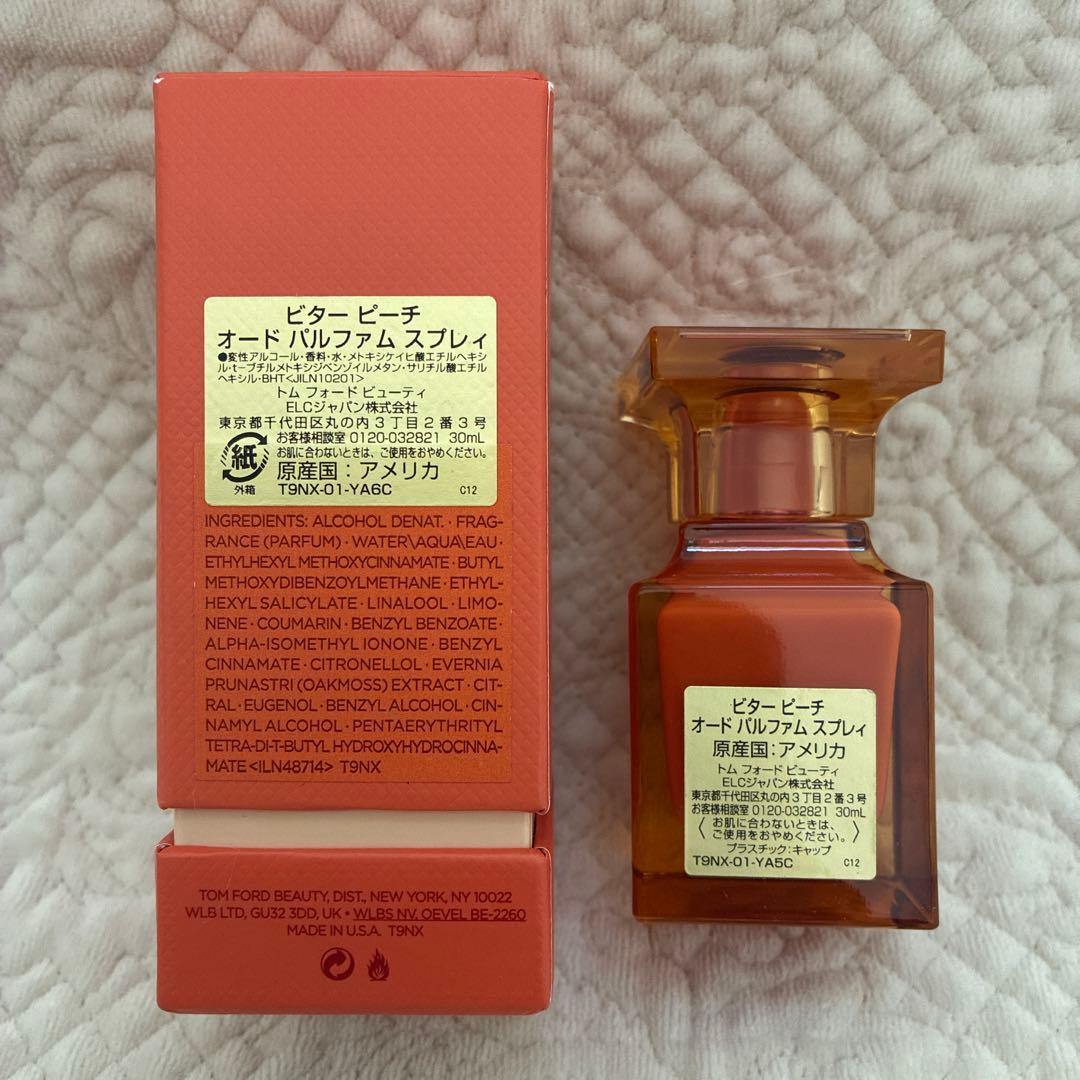 ビター ピーチ
オード パルファム スプレィ
●変性アルコール・香料・水・メトキシケイヒ酸エチルヘキシ
ル・t-ブチルメトキシジベンゾイルメタン・サリチル酸エチル
ヘキシル・BHT<JILN10201>
トム フォード ビューティ
ELCジャパン株式会社
東京都千代田区丸の内3丁目2番3号
お客様相談室 0120-032821 30mL
お肌に合わないときは、ご使用をおやめください。
紙
外箱
原産国：アメリカ
T9NX-01-YA6C C12
INGREDIENTS: ALCOHOL DENAT. · FRAG-
RANCE (PARFUM) · WATER\AQUA\EAU ·
ETHYLHEXYL METHOXYCINNAMATE · BUTYL
METHOXYDIBENZOYLMETHANE · ETHYL-
HEXYL SALICYLATE · LINALOOL · LIMO-
NENE · COUMARIN · BENZYL BENZOATE ·
ALPHA-ISOMETHYL IONONE · BENZYL
CINNAMATE · CITRONELLOL · EVERNIA
PRUNASTRI (OAKMOSS) EXTRACT · CIT-
RAL · EUGENOL · BENZYL ALCOHOL · CIN-
NAMYL ALCOHOL · PENTAERYTHRITYL
TETRA-DI-T-BUTYL HYDROXYHYDROCINNA-
MATE <ILN48714> T9NX
TOM FORD BEAUTY, DIST., NEW YORK, NY 10022
WLB LTD, GU32 3DD, UK • WLBS NV. OEVEL BE-2260
MADE IN U.S.A. T9NX
ビター ピーチ
オード パルファム スプレィ
原産国：アメリカ
トム フォード ビューティ
ELCジャパン株式会社
東京都千代田区丸の内3丁目2番3号
お客様相談室 0120-032821 30mL
〈お肌に合わないときは、
ご使用をおやめください。〉
プラスチック：キャップ
T9NX-01-YA5C C12